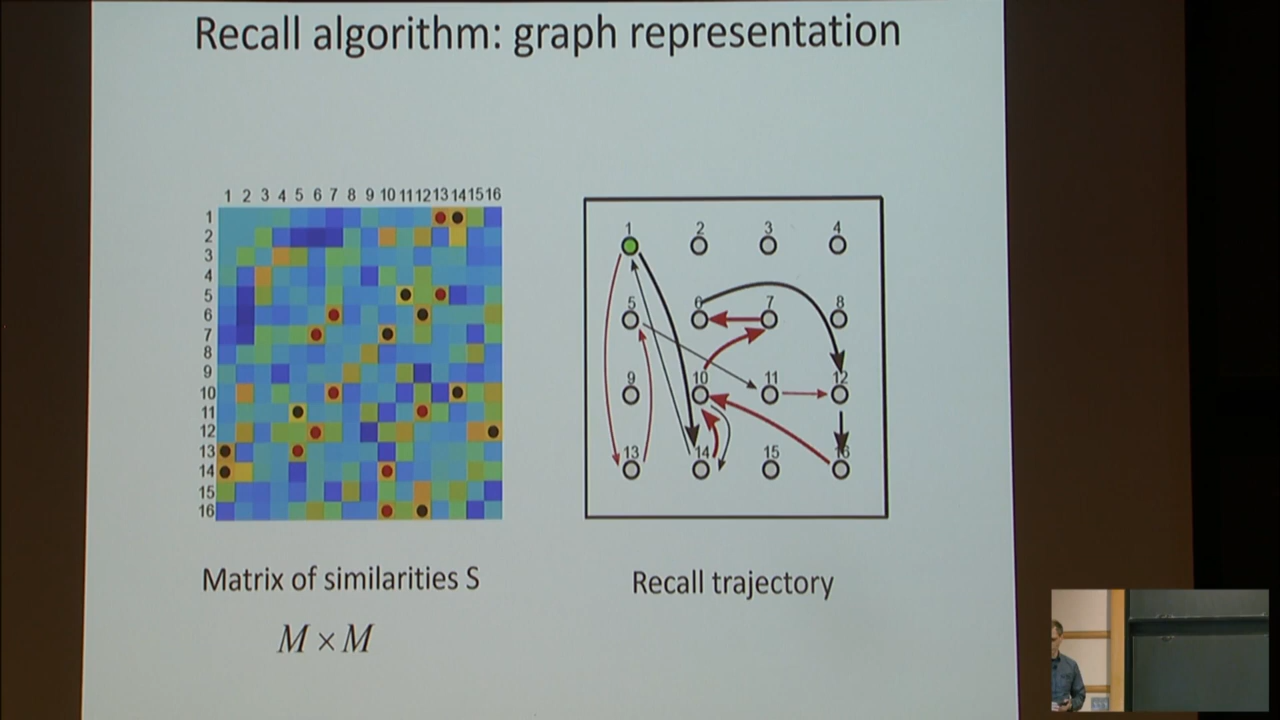 Recall algorithm: graph representation
1 2 3 4 5 6 7 8 9 10 11 12 13 14 15 16
1
2
3
4
5
6
7
8
9
10
11
12
13
14
15
16
1 2 3 4
5 6 7 8
9 10 11 12
13 14 15 16
Matrix of similarities S
Recall trajectory
M × M